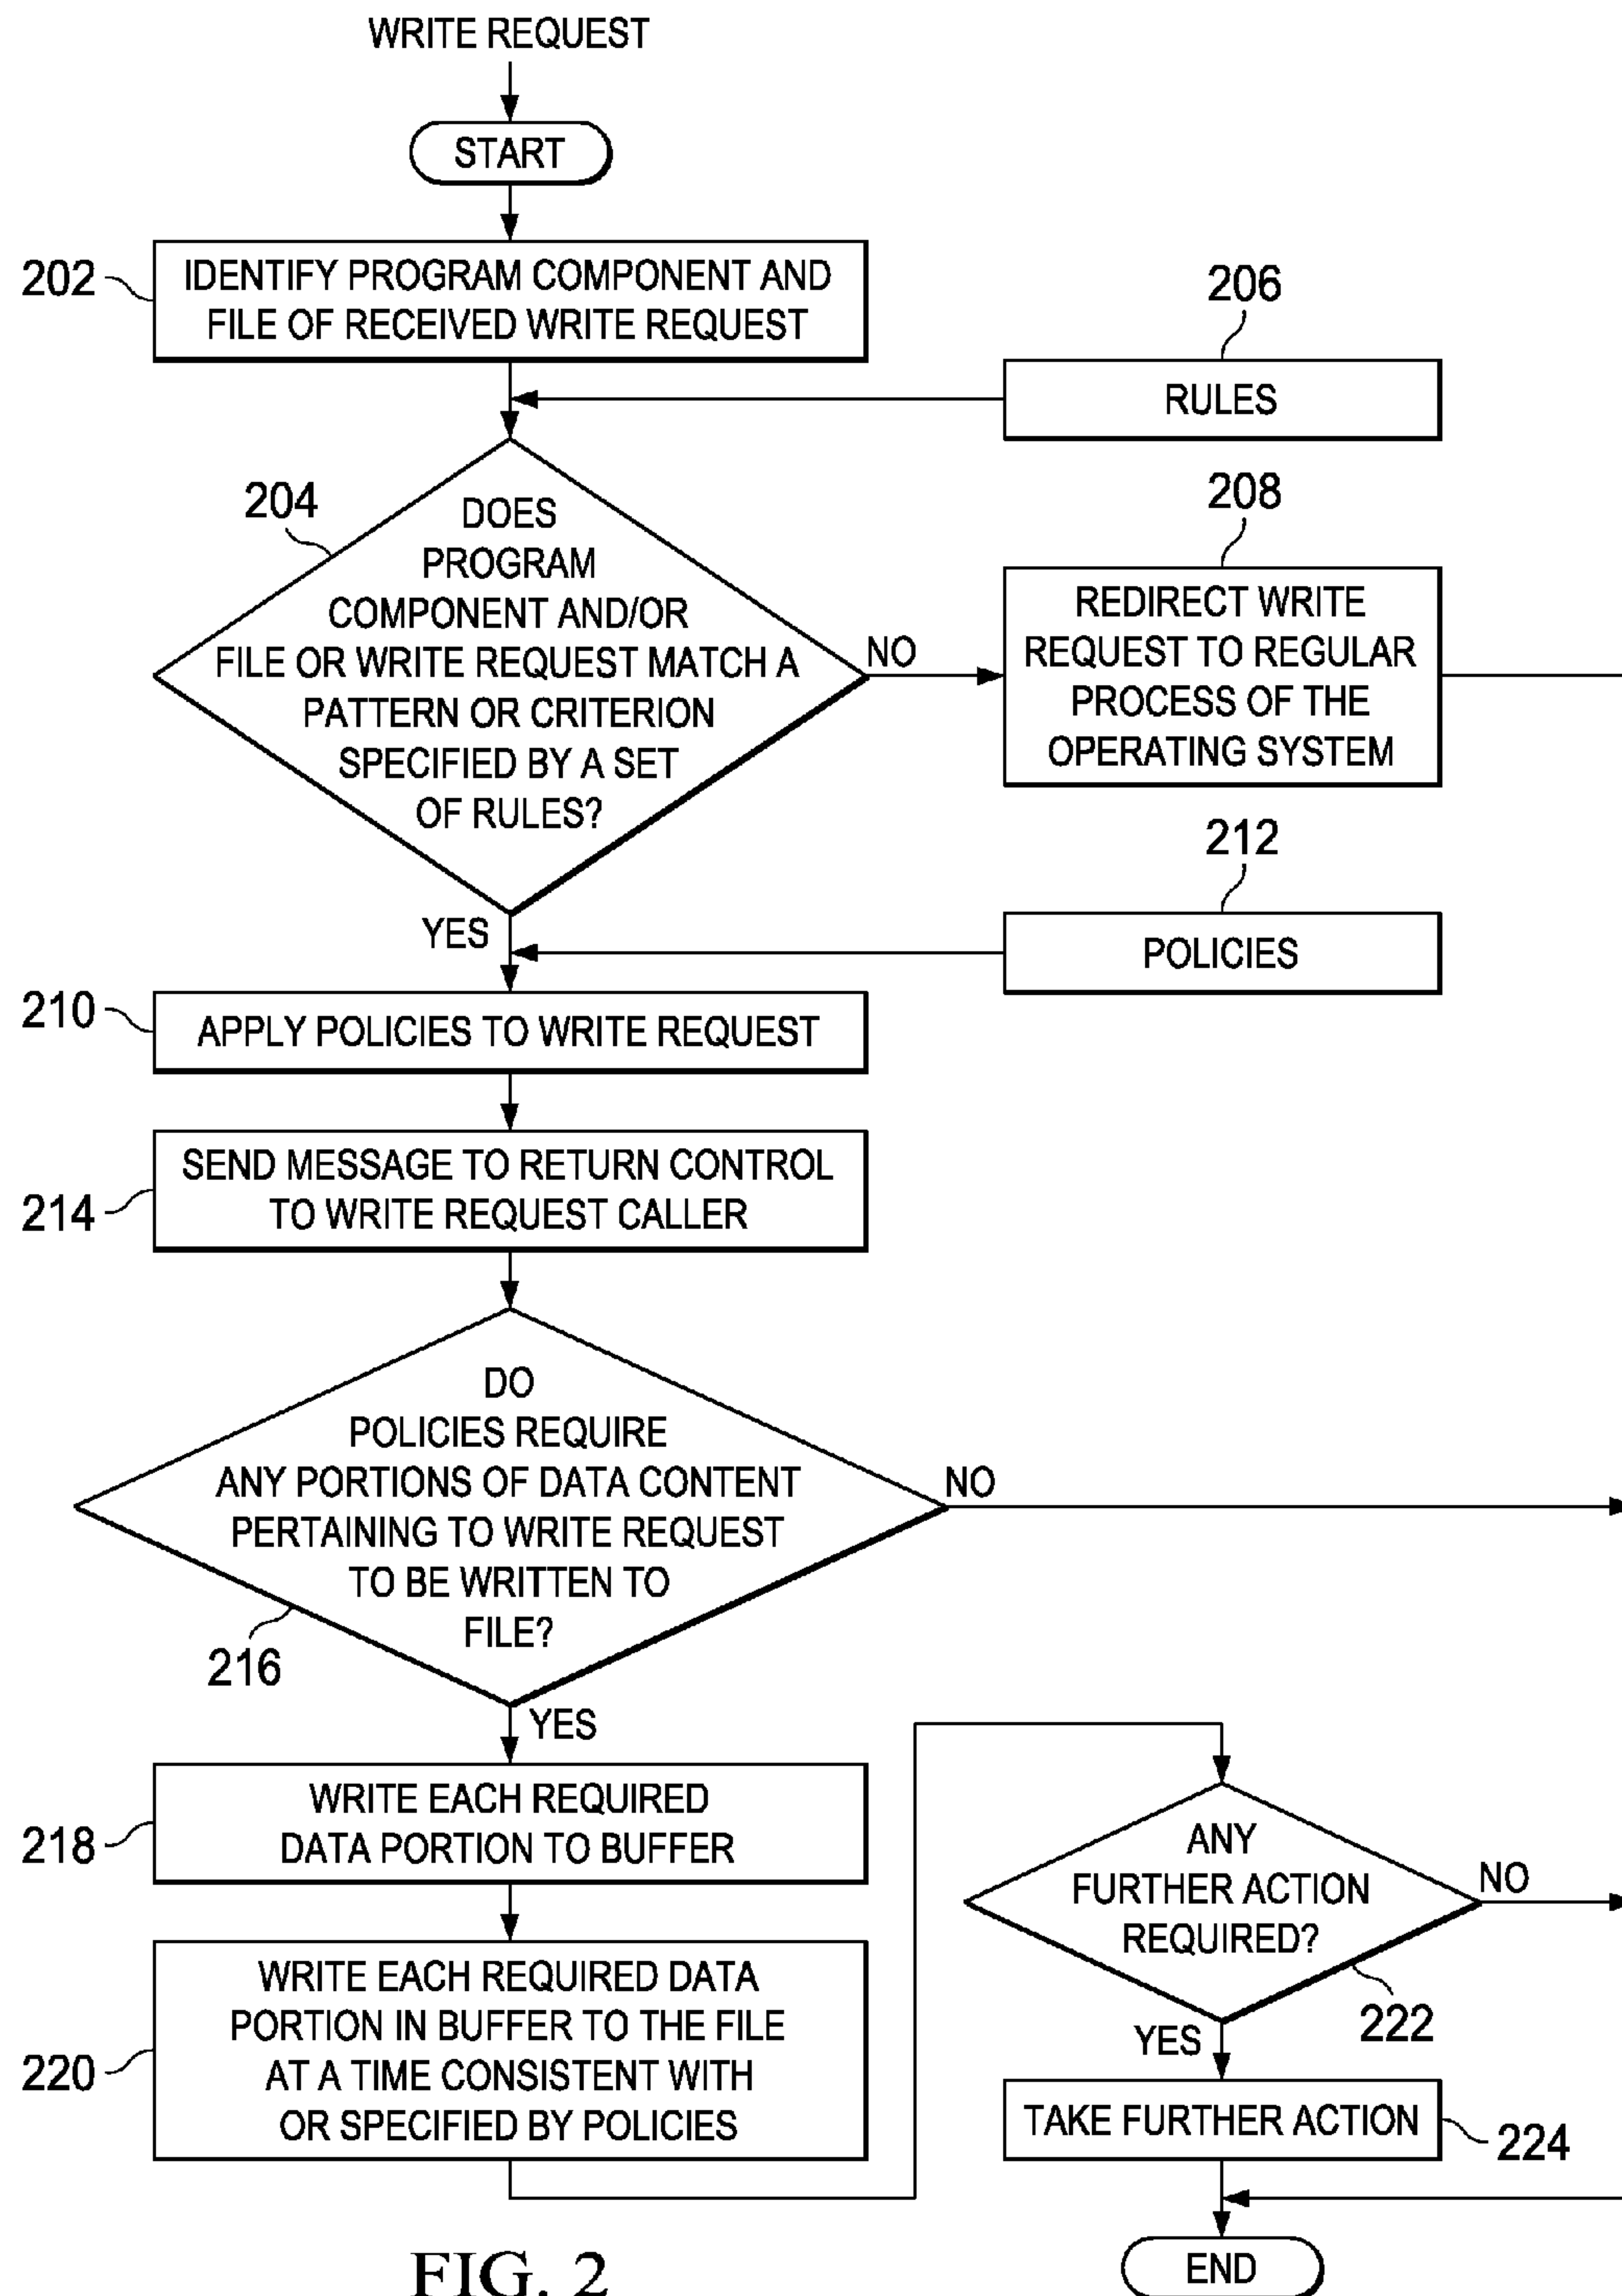 WRITE REQUEST
START
202
IDENTIFY PROGRAM COMPONENT AND
FILE OF RECEIVED WRITE REQUEST
206
RULES
204
DOES
PROGRAM
COMPONENT AND/OR
FILE OR WRITE REQUEST MATCH A
PATTERN OR CRITERION
SPECIFIED BY A SET
OF RULES?
NO
208
REDIRECT WRITE
REQUEST TO REGULAR
PROCESS OF THE
OPERATING SYSTEM
YES
212
POLICIES
210
APPLY POLICIES TO WRITE REQUEST
214
SEND MESSAGE TO RETURN CONTROL
TO WRITE REQUEST CALLER
DO
POLICIES REQUIRE
ANY PORTIONS OF DATA CONTENT
PERTAINING TO WRITE REQUEST
TO BE WRITTEN TO
FILE?
NO
216
YES
218
WRITE EACH REQUIRED
DATA PORTION TO BUFFER
220
WRITE EACH REQUIRED DATA
PORTION IN BUFFER TO THE FILE
AT A TIME CONSISTENT WITH
OR SPECIFIED BY POLICIES
ANY
FURTHER ACTION
REQUIRED?
NO
222
YES
TAKE FURTHER ACTION
224
END
FIG. 2